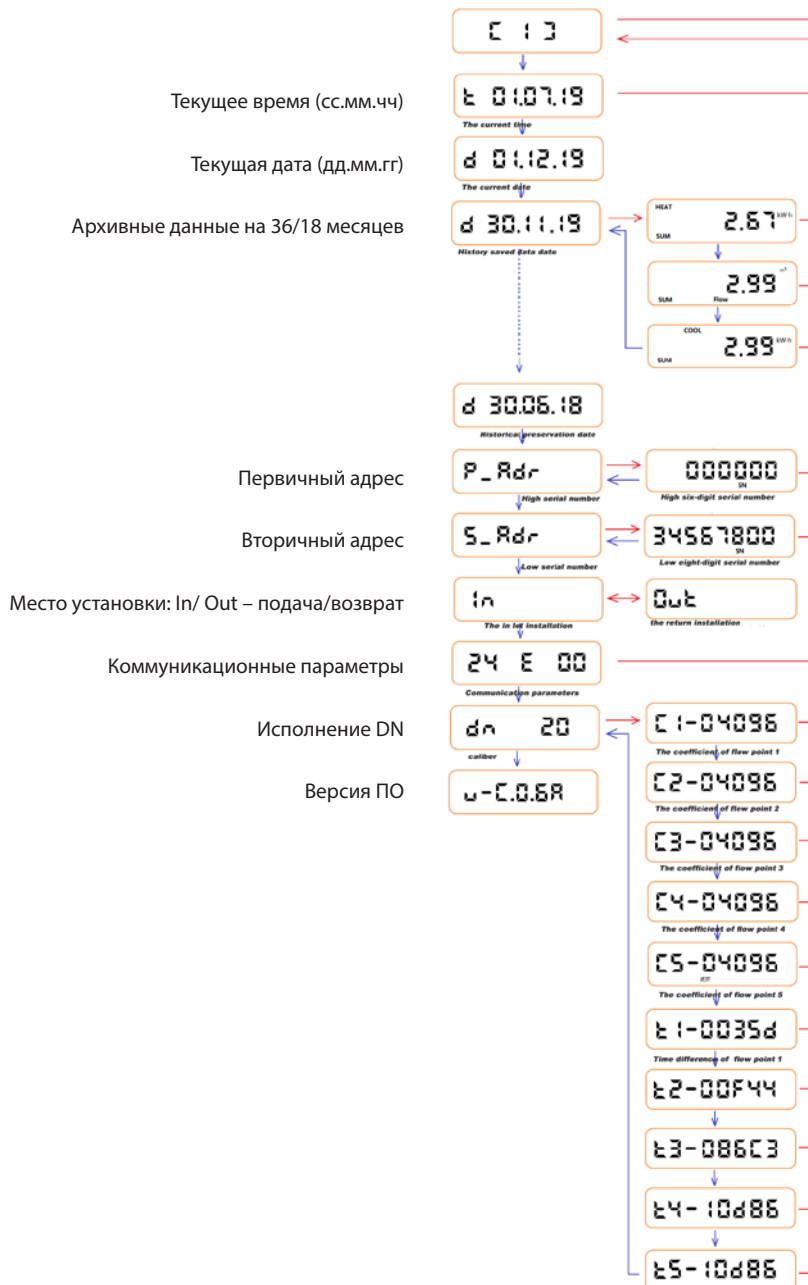 [ 1 ]
Текущее время (сс.мм.чч)
t 01.07.19
The current time
Текущая дата (дд.мм.гг)
d 01.12.19
The current date
Архивные данные на 36/18 месяцев
d 30.11.19
History saved data date
HEAT
2.67 kW·h
SUM
2.99 m³
SUM Flow
COOL
2.99 kW·h
SUM
d 30.06.18
Historical preservation date
Первичный адрес
P_Adr
High serial number
000000
SN
High six-digit serial number
Вторичный адрес
S_Adr
Low serial number
34567800
SN
Low eight-digit serial number
Место установки: In/ Out – подача/возврат
In
The in let installation
Out
the return installation
Коммуникационные параметры
24 E 00
Communication parameters
Исполнение DN
dn 20
caliber
C1-04096
The coefficient of flew point 1
Версия ПО
u-C.0.6A
C2-04096
The coefficient of flow point 2
C3-04096
The coefficient of flow point 3
C4-04096
The coefficient of flow point 4
C5-04096
The coefficient of flow point 5
t1-0035d
Time difference of flow point 1
t2-00F44
t3-086C3
t4-10d86
t5-10d86